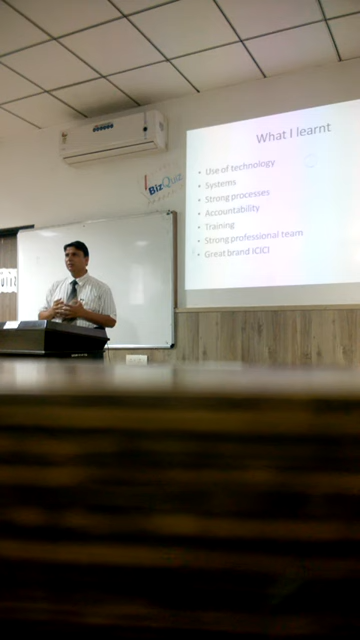 What I learnt
• Use of technology
• Systems
• Strong processes
• Accountability
• Training
• Strong professional team
• Great brand ICICI
BizQuiz